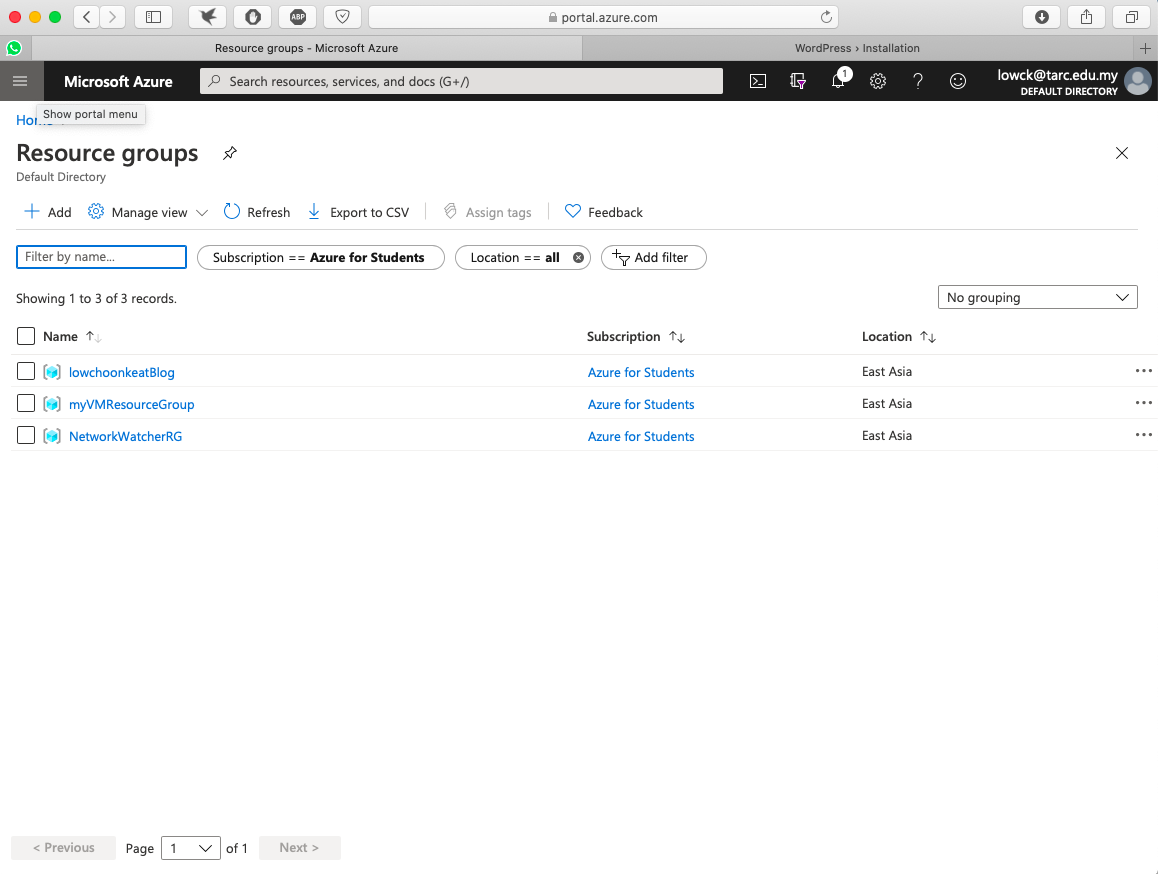 portal.azure.com
Resource groups - Microsoft Azure
WordPress › Installation
Microsoft Azure
Search resources, services, and docs (G+/)
1
lowck@tarc.edu.my
DEFAULT DIRECTORY
Show portal menu
Home
Resource groups
Default Directory
Add
Manage view
Refresh
Export to CSV
Assign tags
Feedback
Filter by name...
Subscription == Azure for Students
Location == all
Add filter
Showing 1 to 3 of 3 records.
No grouping
Name
Subscription
Location
lowchoonkeatBlog
Azure for Students
East Asia
myVMResourceGroup
Azure for Students
East Asia
NetworkWatcherRG
Azure for Students
East Asia
< Previous
Page
1
of 1
Next >
ABP